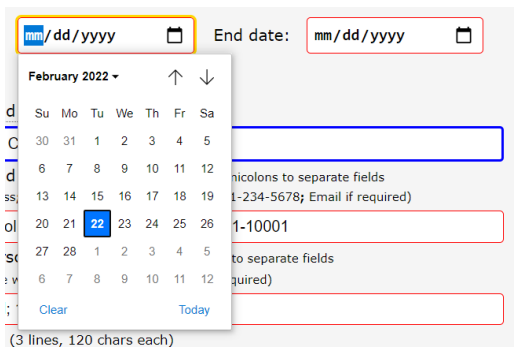 mm/dd/yyyy End date: mm/dd/yyyy
February 2022
Su Mo Tu We Th Fr Sa
30 31 1 2 3 4 5
6 7 8 9 10 11 12
13 14 15 16 17 18 19
20 21 22 23 24 25 26
27 28 1 2 3 4 5
6 7 8 9 10 11 12
Clear Today
d
C
d nicolons to separate fields
ss; 1-234-5678; Email if required)
ol 1-10001
rso to separate fields
e w quired)
;
(3 lines, 120 chars each)